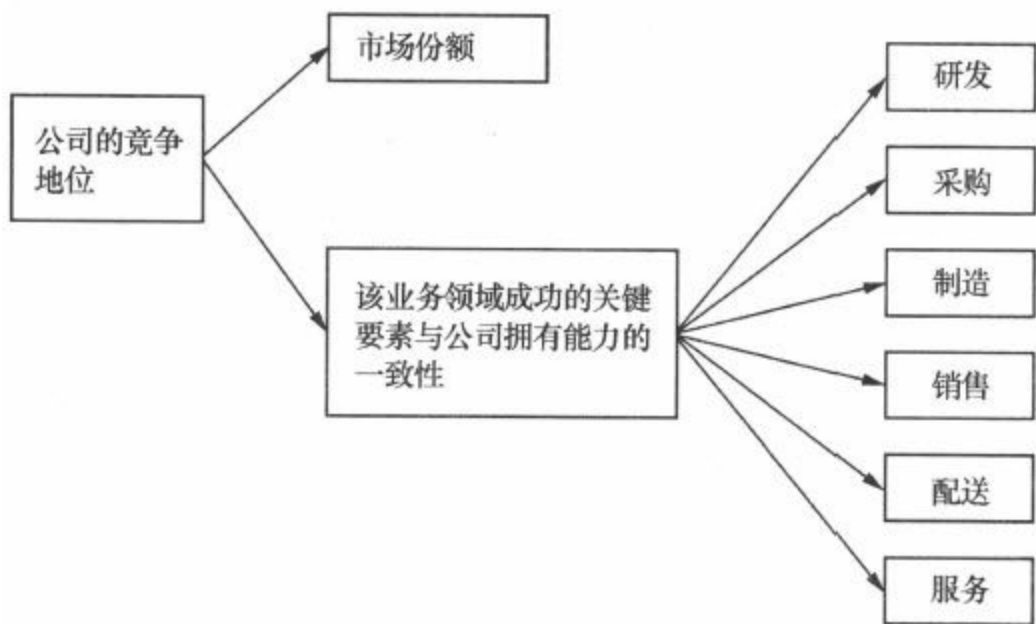 公司的竞争
地位
市场份额
该业务领域成功的关键
要素与公司拥有能力的
一致性
研发
采购
制造
销售
配送
服务